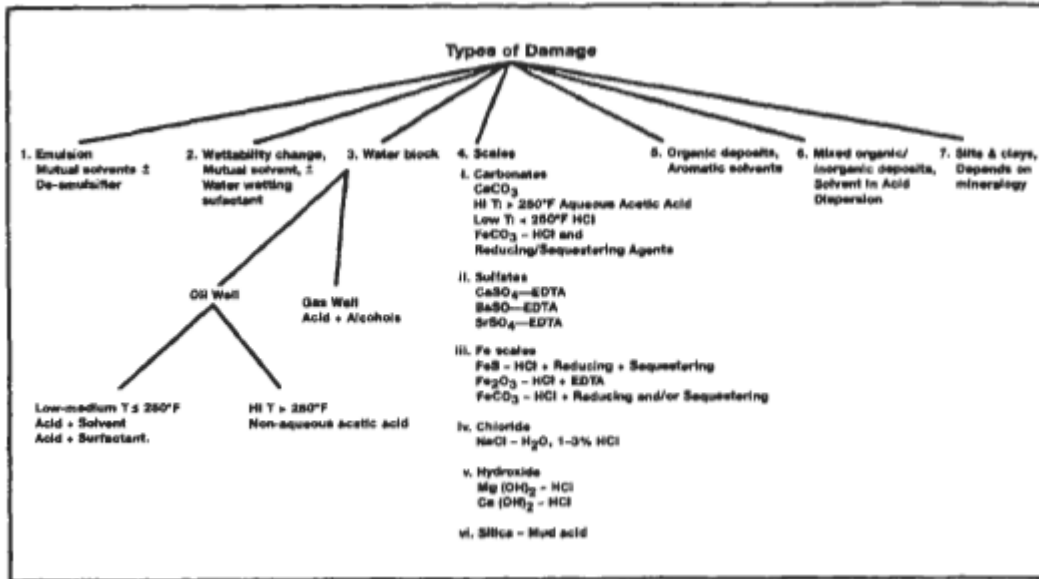 Types of Damage
1. Emulsion
Mutual solvents ±
De-emulsifier
2. Wettability change,
Mutual solvent, ±
Water wetting
sufactant
3. Water block
4. Scales
5. Organic deposits,
Aromatic solvents
6. Mixed organic/
inorganic deposits,
Solvent in Acid
Dispersion
7. Silts & clays,
Depends on
mineralogy
i. Carbonates
CaCO3
Hi T: > 250°F Aqueous Acetic Acid
Low T: < 250°F HCl
FeCO3 – HCl and
Reducing/Sequestering Agents
ii. Sulfates
CaSO4—EDTA
BaSO—EDTA
SrSO4—EDTA
iii. Fe scales
FeS – HCl + Reducing + Sequestering
Fe2O3 – HCl + EDTA
FeCO3 – HCl + Reducing and/or Sequestering
iv. Chloride
NaCl – H2O, 1–3% HCl
v. Hydroxide
Mg (OH)2 – HCl
Ca (OH)2 – HCl
vi. Silica – Mud acid
Oil Well
Gas Well
Acid + Alcohols
Low-medium T ≤ 250°F
Acid + Solvent
Acid + Surfactant.
Hi T > 250°F
Non-aqueous acetic acid